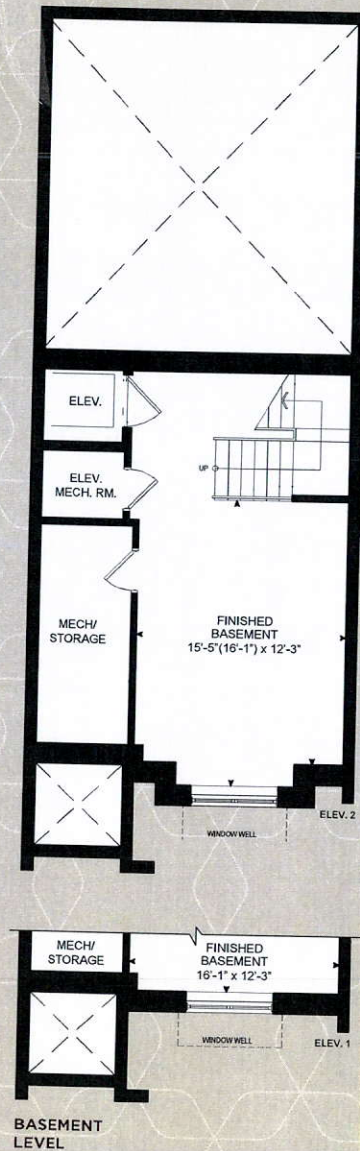 ELEV.
UP
ELEV.
MECH. RM.
MECH/
STORAGE
FINISHED
BASEMENT
15'-5"(16'-1") x 12'-3"
WINDOW WELL
ELEV. 2
MECH/
STORAGE
FINISHED
BASEMENT
16'-1" x 12'-3"
WINDOW WELL
ELEV. 1
BASEMENT
LEVEL